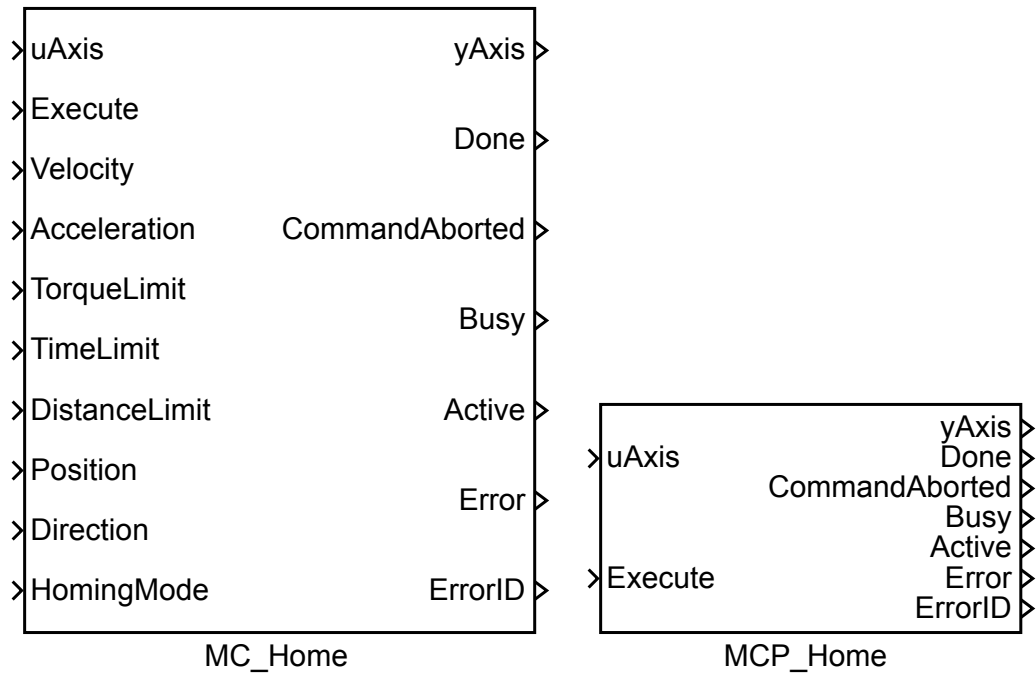 uAxis
Execute
Velocity
Acceleration
TorqueLimit
TimeLimit
DistanceLimit
Position
Direction
HomingMode
yAxis
Done
CommandAborted
Busy
Active
Error
ErrorID
MC_Home
uAxis
Execute
yAxis
Done
CommandAborted
Busy
Active
Error
ErrorID
MCP_Home